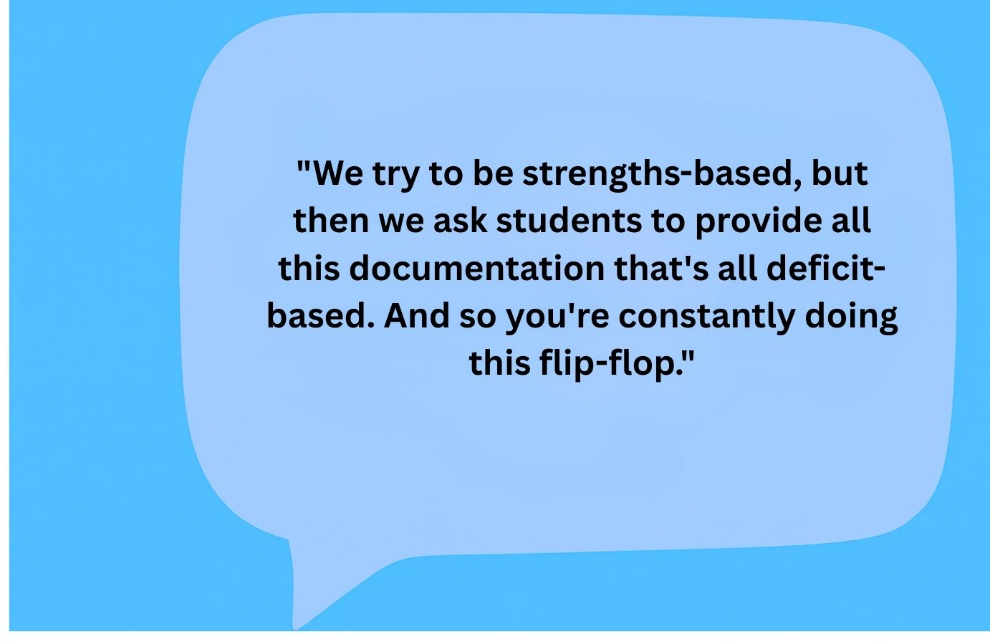 "We try to be strengths-based, but
then we ask students to provide all
this documentation that's all deficit-
based. And so you're constantly doing
this flip-flop."